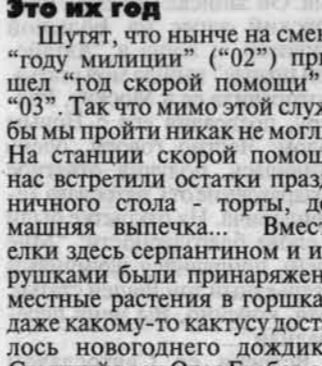 Это их год
Шутят, что нынче на смен
"году милиции" ("02") при
шел "год скорой помощи"
"03". Так что мимо этой служ
бы мы пройти никак не могл
На станции скорой помощ
нас встретили остатки празд
ничного стола - торты, до
машняя выпечка... Вмест
елки здесь серпантином и и
рушками были принаряжен
местные растения в горшка
даже какому-то кактусу доста
лось новогоднего дождик